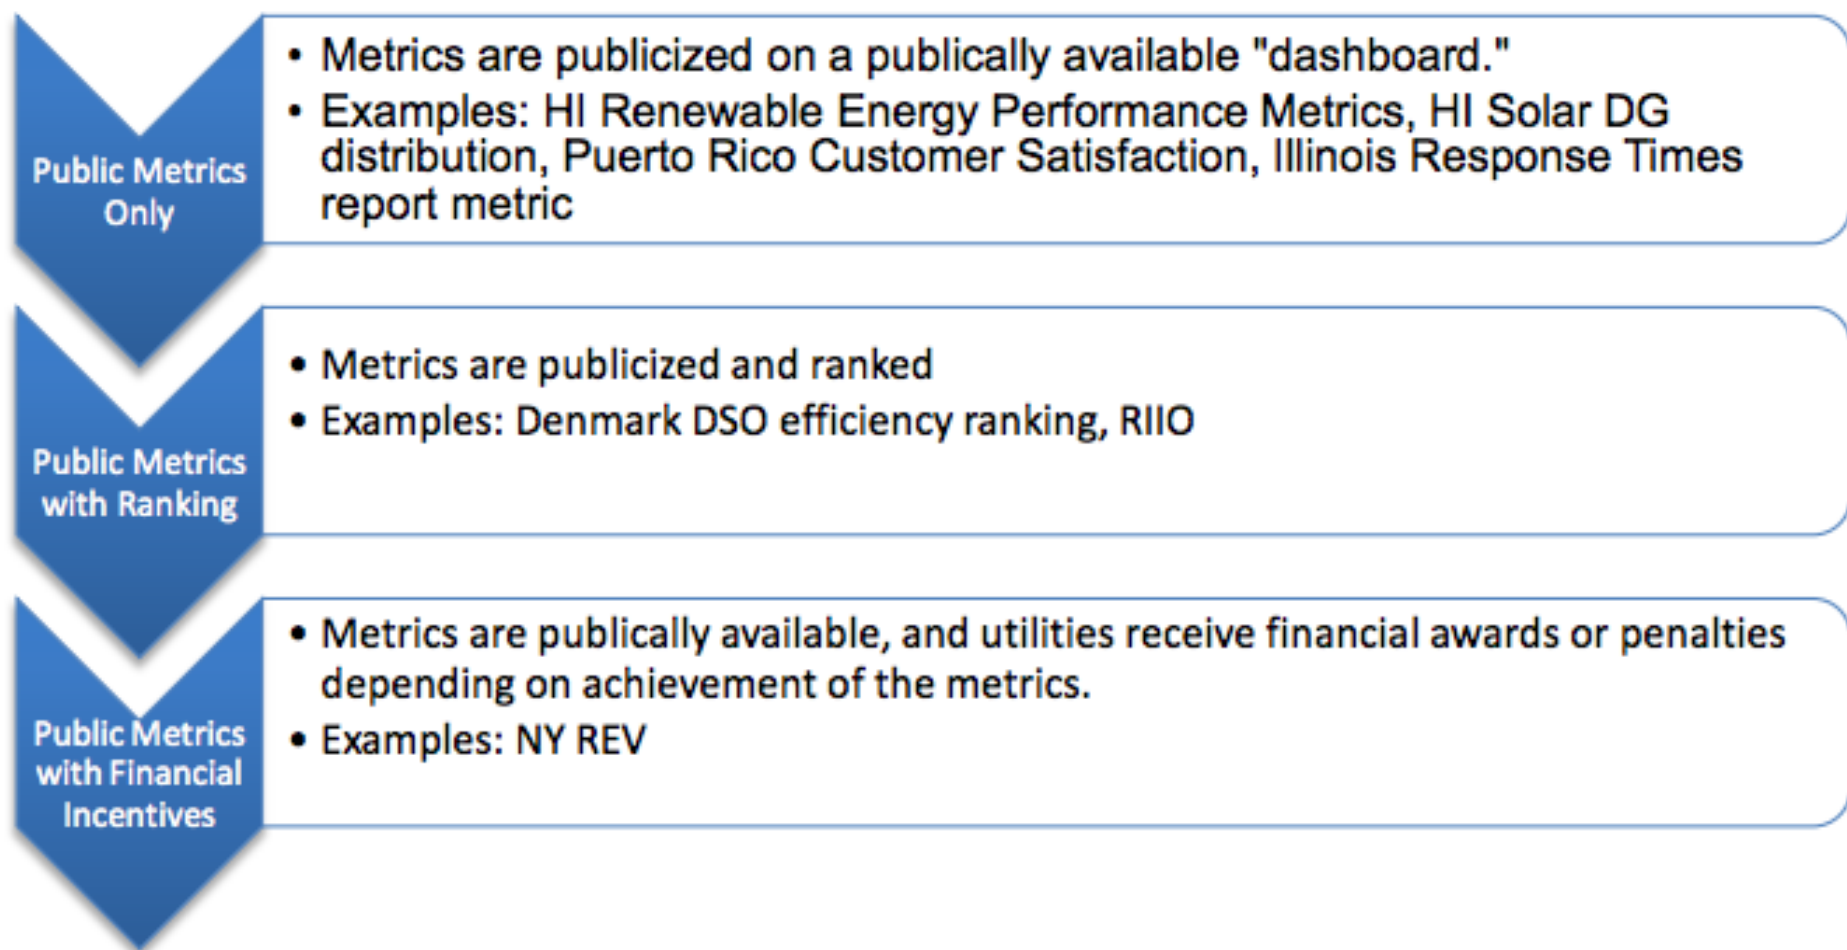 Public Metrics
Only
• Metrics are publicized on a publically available "dashboard."
• Examples: HI Renewable Energy Performance Metrics, HI Solar DG
distribution, Puerto Rico Customer Satisfaction, Illinois Response Times
report metric
Public Metrics
with Ranking
• Metrics are publicized and ranked
• Examples: Denmark DSO efficiency ranking, RIIO
Public Metrics
with Financial
Incentives
• Metrics are publically available, and utilities receive financial awards or penalties
depending on achievement of the metrics.
• Examples: NY REV